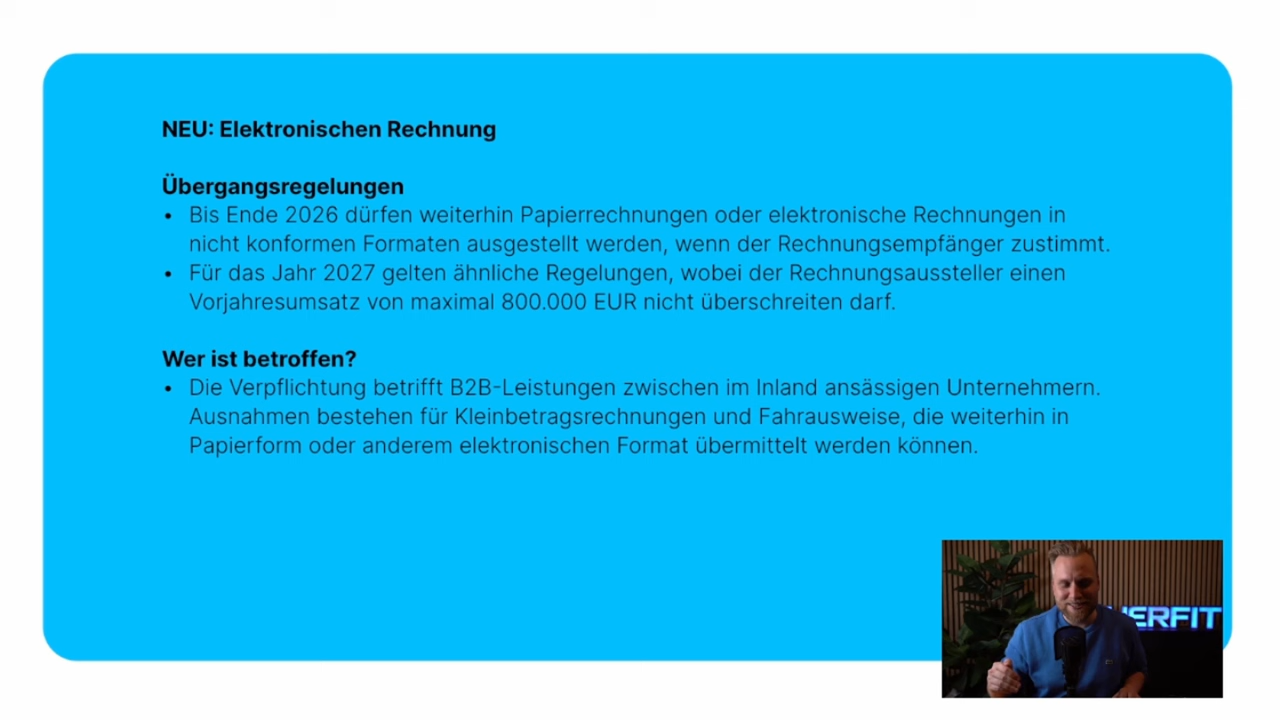 NEU: Elektronischen Rechnung
Übergangsregelungen
• Bis Ende 2026 dürfen weiterhin Papierrechnungen oder elektronische Rechnungen in
nicht konformen Formaten ausgestellt werden, wenn der Rechnungsempfänger zustimmt.
• Für das Jahr 2027 gelten ähnliche Regelungen, wobei der Rechnungsaussteller einen
Vorjahresumsatz von maximal 800.000 EUR nicht überschreiten darf.
Wer ist betroffen?
• Die Verpflichtung betrifft B2B-Leistungen zwischen im Inland ansässigen Unternehmern.
Ausnahmen bestehen für Kleinbetragsrechnungen und Fahrausweise, die weiterhin in
Papierform oder anderem elektronischen Format übermittelt werden können.